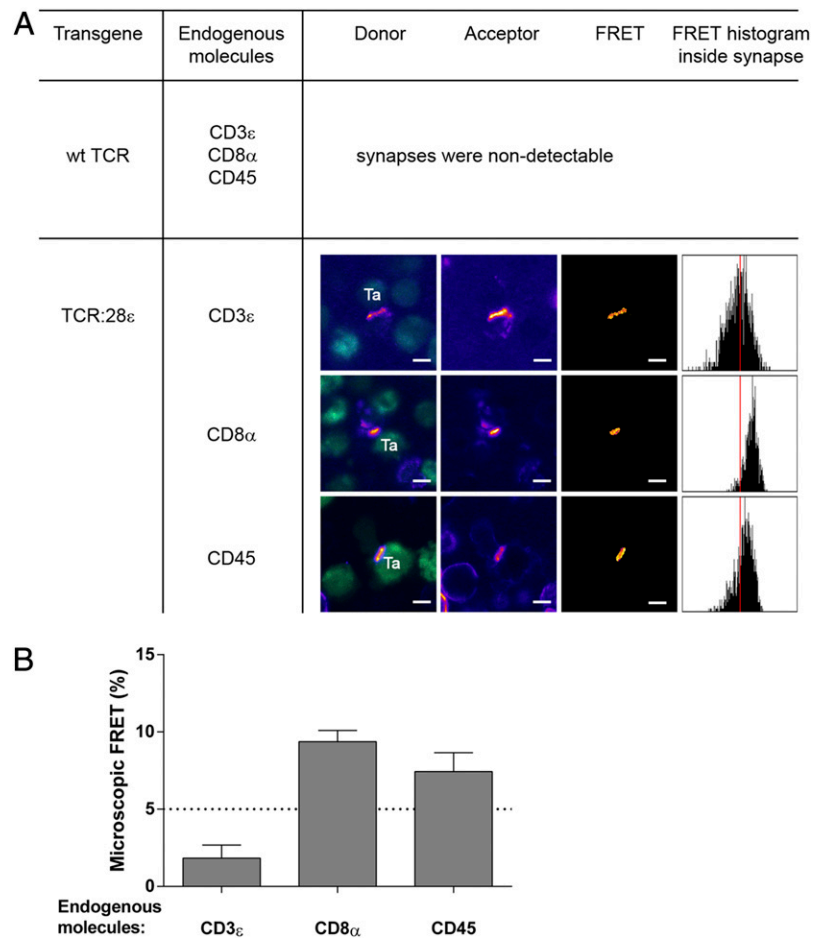 A
Transgene
Endogenous
molecules
Donor
Acceptor
FRET
FRET histogram
inside synapse
wt TCR
CD3ε
CD8α
CD45
synapses were non-detectable
TCR:28ε
CD3ε
Ta
CD8α
Ta
CD45
Ta
B
Microscopic FRET (%)
15
10
5
0
Endogenous
molecules:
CD3ε
CD8α
CD45